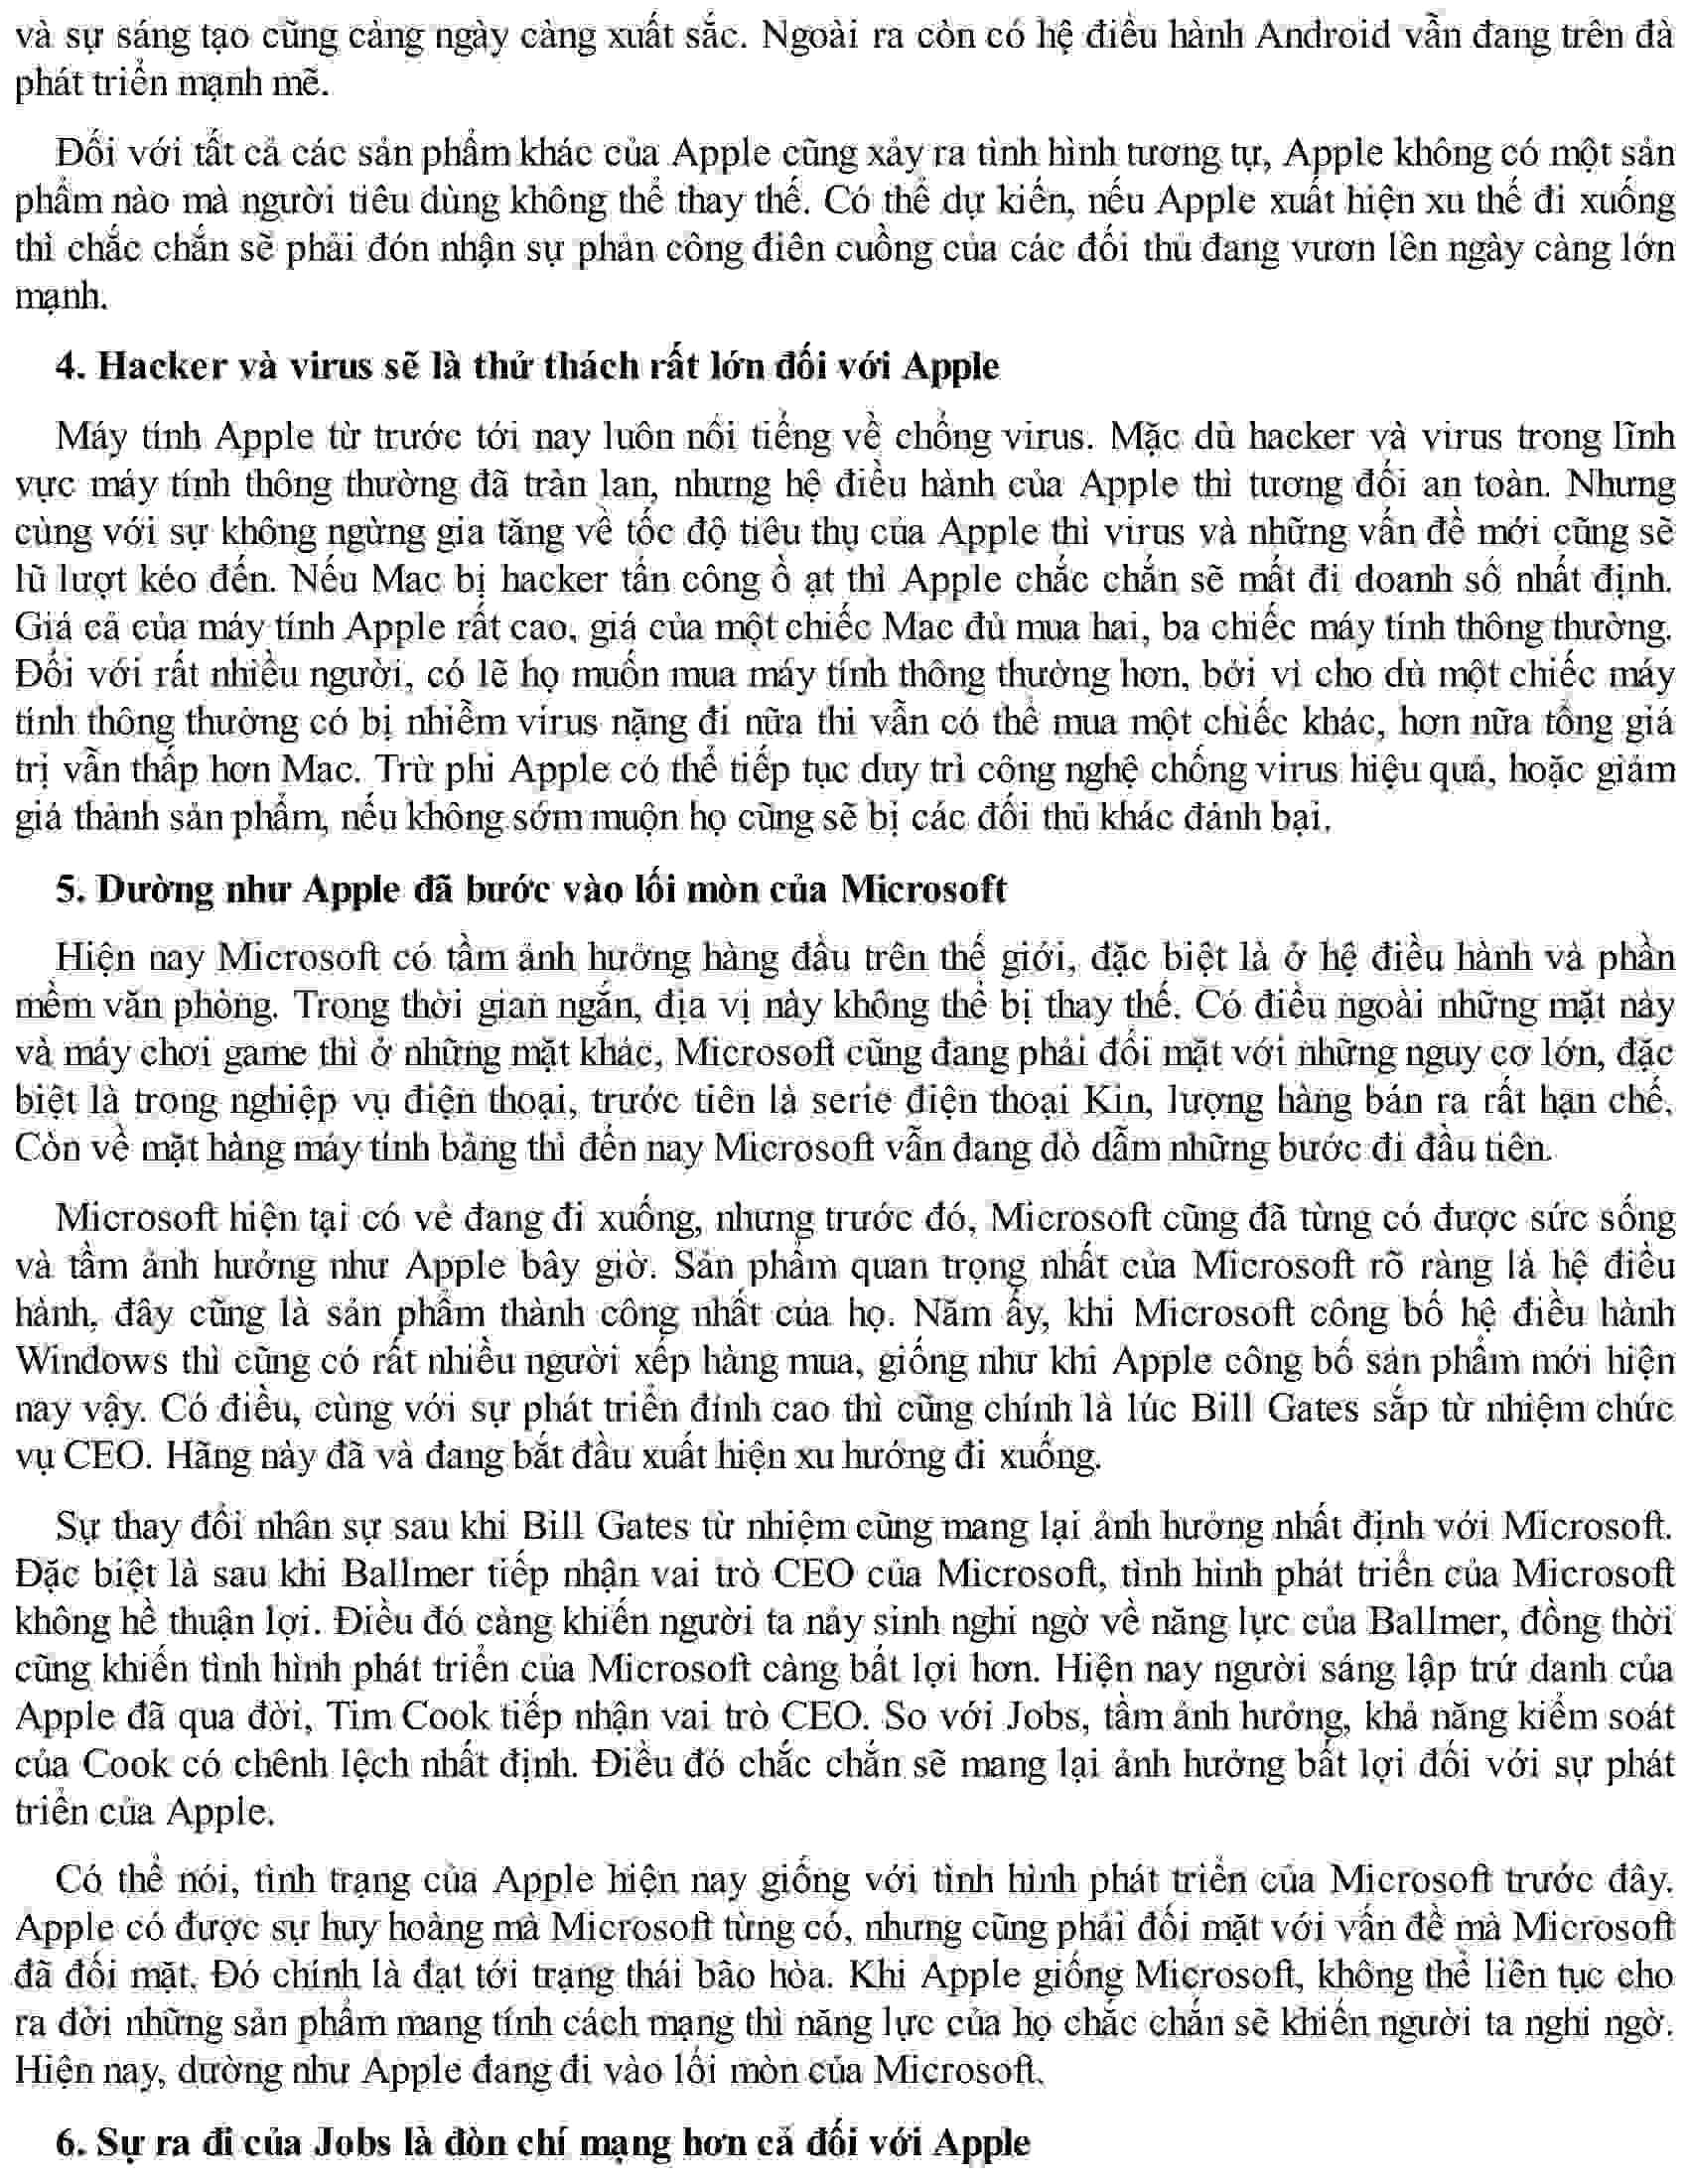 và sự sáng tạo cũng càng ngày càng xuất sắc. Ngoài ra còn có hệ điều hành Android vẫn đang trên đà
phát triển mạnh mẽ.
Đối với tất cả các sản phẩm khác của Apple cũng xảy ra tình hình tương tự, Apple không có một sản
phẩm nào mà người tiêu dùng không thể thay thế. Có thể dự kiến, nếu Apple xuất hiện xu thế đi xuống
thì chắc chắn sẽ phải đón nhận sự phản công điên cuồng của các đối thủ đang vươn lên ngày càng lớn
mạnh.
4. Hacker và virus sẽ là thử thách rất lớn đối với Apple
Máy tính Apple từ trước tới nay luôn nổi tiếng về chống virus. Mặc dù hacker và virus trong lĩnh
vực máy tính thông thường đã tràn lan, nhưng hệ điều hành của Apple thì tương đối an toàn. Nhưng
cùng với sự không ngừng gia tăng về tốc độ tiêu thụ của Apple thì virus và những vấn đề mới cũng sẽ
lũ lượt kéo đến. Nếu Mac bị hacker tấn công ồ ạt thì Apple chắc chắn sẽ mất đi doanh số nhất định.
Giá cả của máy tính Apple rất cao, giá của một chiếc Mac đủ mua hai, ba chiếc máy tính thông thường.
Đối với rất nhiều người, có lẽ họ muốn mua máy tính thông thường hơn, bởi vì cho dù một chiếc máy
tính thông thường có bị nhiễm virus nặng đi nữa thì vẫn có thể mua một chiếc khác, hơn nữa tổng giá
trị vẫn thấp hơn Mac. Trừ phi Apple có thể tiếp tục duy trì công nghệ chống virus hiệu quả, hoặc giảm
giá thành sản phẩm, nếu không sớm muộn họ cũng sẽ bị các đối thủ khác đánh bại.
5. Dường như Apple đã bước vào lối mòn của Microsoft
Hiện nay Microsoft có tầm ảnh hưởng hàng đầu trên thế giới, đặc biệt là ở hệ điều hành và phần
mềm văn phòng. Trong thời gian ngắn, địa vị này không thể bị thay thế. Có điều ngoài những mặt này
và máy chơi game thì ở những mặt khác, Microsoft cũng đang phải đối mặt với những nguy cơ lớn, đặc
biệt là trong nghiệp vụ điện thoại, trước tiên là serie điện thoại Kin, lượng hàng bán ra rất hạn chế.
Còn về mặt hàng máy tính bảng thì đến nay Microsoft vẫn đang dò dẫm những bước đi đầu tiên.
Microsoft hiện tại có vẻ đang đi xuống, nhưng trước đó, Microsoft cũng đã từng có được sức sống
và tầm ảnh hưởng như Apple bây giờ. Sản phẩm quan trọng nhất của Microsoft rõ ràng là hệ điều
hành, đây cũng là sản phẩm thành công nhất của họ. Năm ấy, khi Microsoft công bố hệ điều hành
Windows thì cũng có rất nhiều người xếp hàng mua, giống như khi Apple công bố sản phẩm mới hiện
nay vậy. Có điều, cùng với sự phát triển đỉnh cao thì cũng chính là lúc Bill Gates sắp từ nhiệm chức
vụ CEO. Hãng này đã và đang bắt đầu xuất hiện xu hướng đi xuống.
Sự thay đổi nhân sự sau khi Bill Gates từ nhiệm cũng mang lại ảnh hưởng nhất định với Microsoft.
Đặc biệt là sau khi Ballmer tiếp nhận vai trò CEO của Microsoft, tình hình phát triển của Microsoft
không hề thuận lợi. Điều đó càng khiến người ta nảy sinh nghi ngờ về năng lực của Ballmer, đồng thời
cũng khiến tình hình phát triển của Microsoft càng bất lợi hơn. Hiện nay người sáng lập trứ danh của
Apple đã qua đời, Tim Cook tiếp nhận vai trò CEO. So với Jobs, tầm ảnh hưởng, khả năng kiểm soát
của Cook có chênh lệch nhất định. Điều đó chắc chắn sẽ mang lại ảnh hưởng bất lợi đối với sự phát
triển của Apple.
Có thể nói, tình trạng của Apple hiện nay giống với tình hình phát triển của Microsoft trước đây.
Apple có được sự huy hoàng mà Microsoft từng có, nhưng cũng phải đối mặt với vấn đề mà Microsoft
đã đối mặt. Đó chính là đạt tới trạng thái bão hòa. Khi Apple giống Microsoft, không thể liên tục cho
ra đời những sản phẩm mang tính cách mạng thì năng lực của họ chắc chắn sẽ khiến người ta nghi ngờ.
Hiện nay, dường như Apple đang đi vào lối mòn của Microsoft.
6. Sự ra đi của Jobs là đòn chí mạng hơn cả đối với Apple